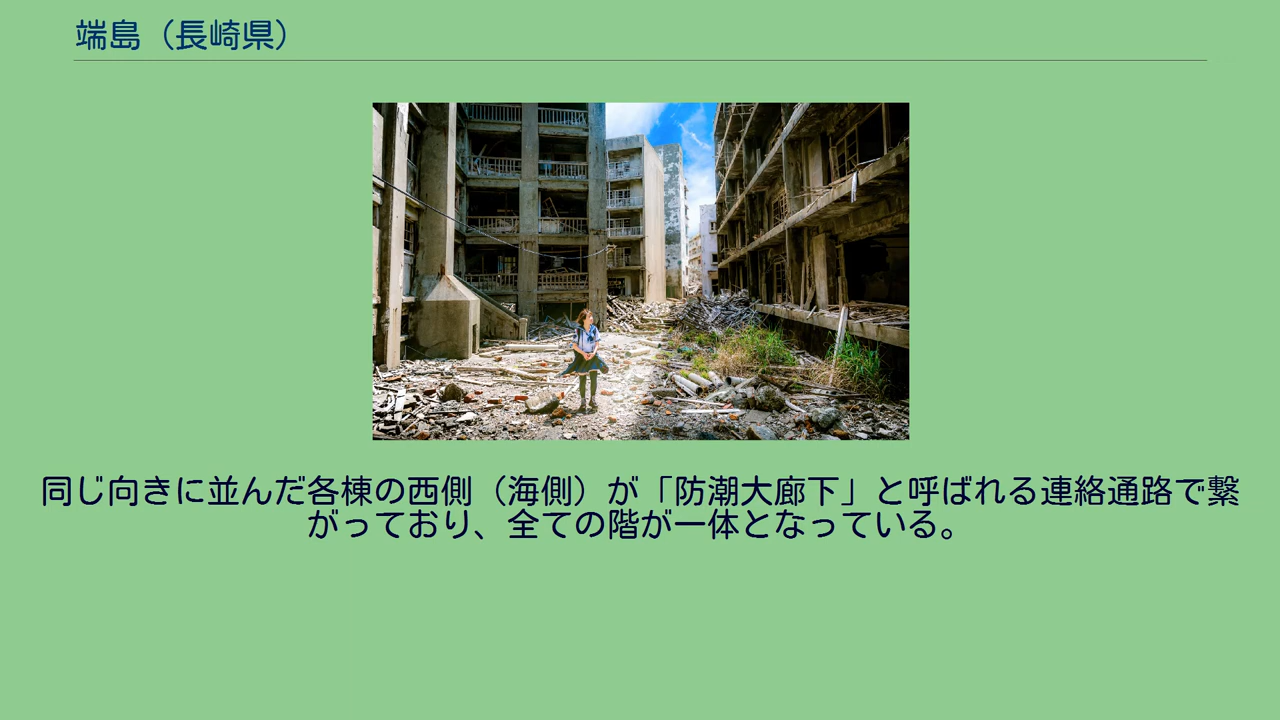 端島（長崎県）
同じ向きに並んだ各棟の西側（海側）が「防潮大廊下」と呼ばれる連絡通路で繋
がっており、全ての階が一体となっている。